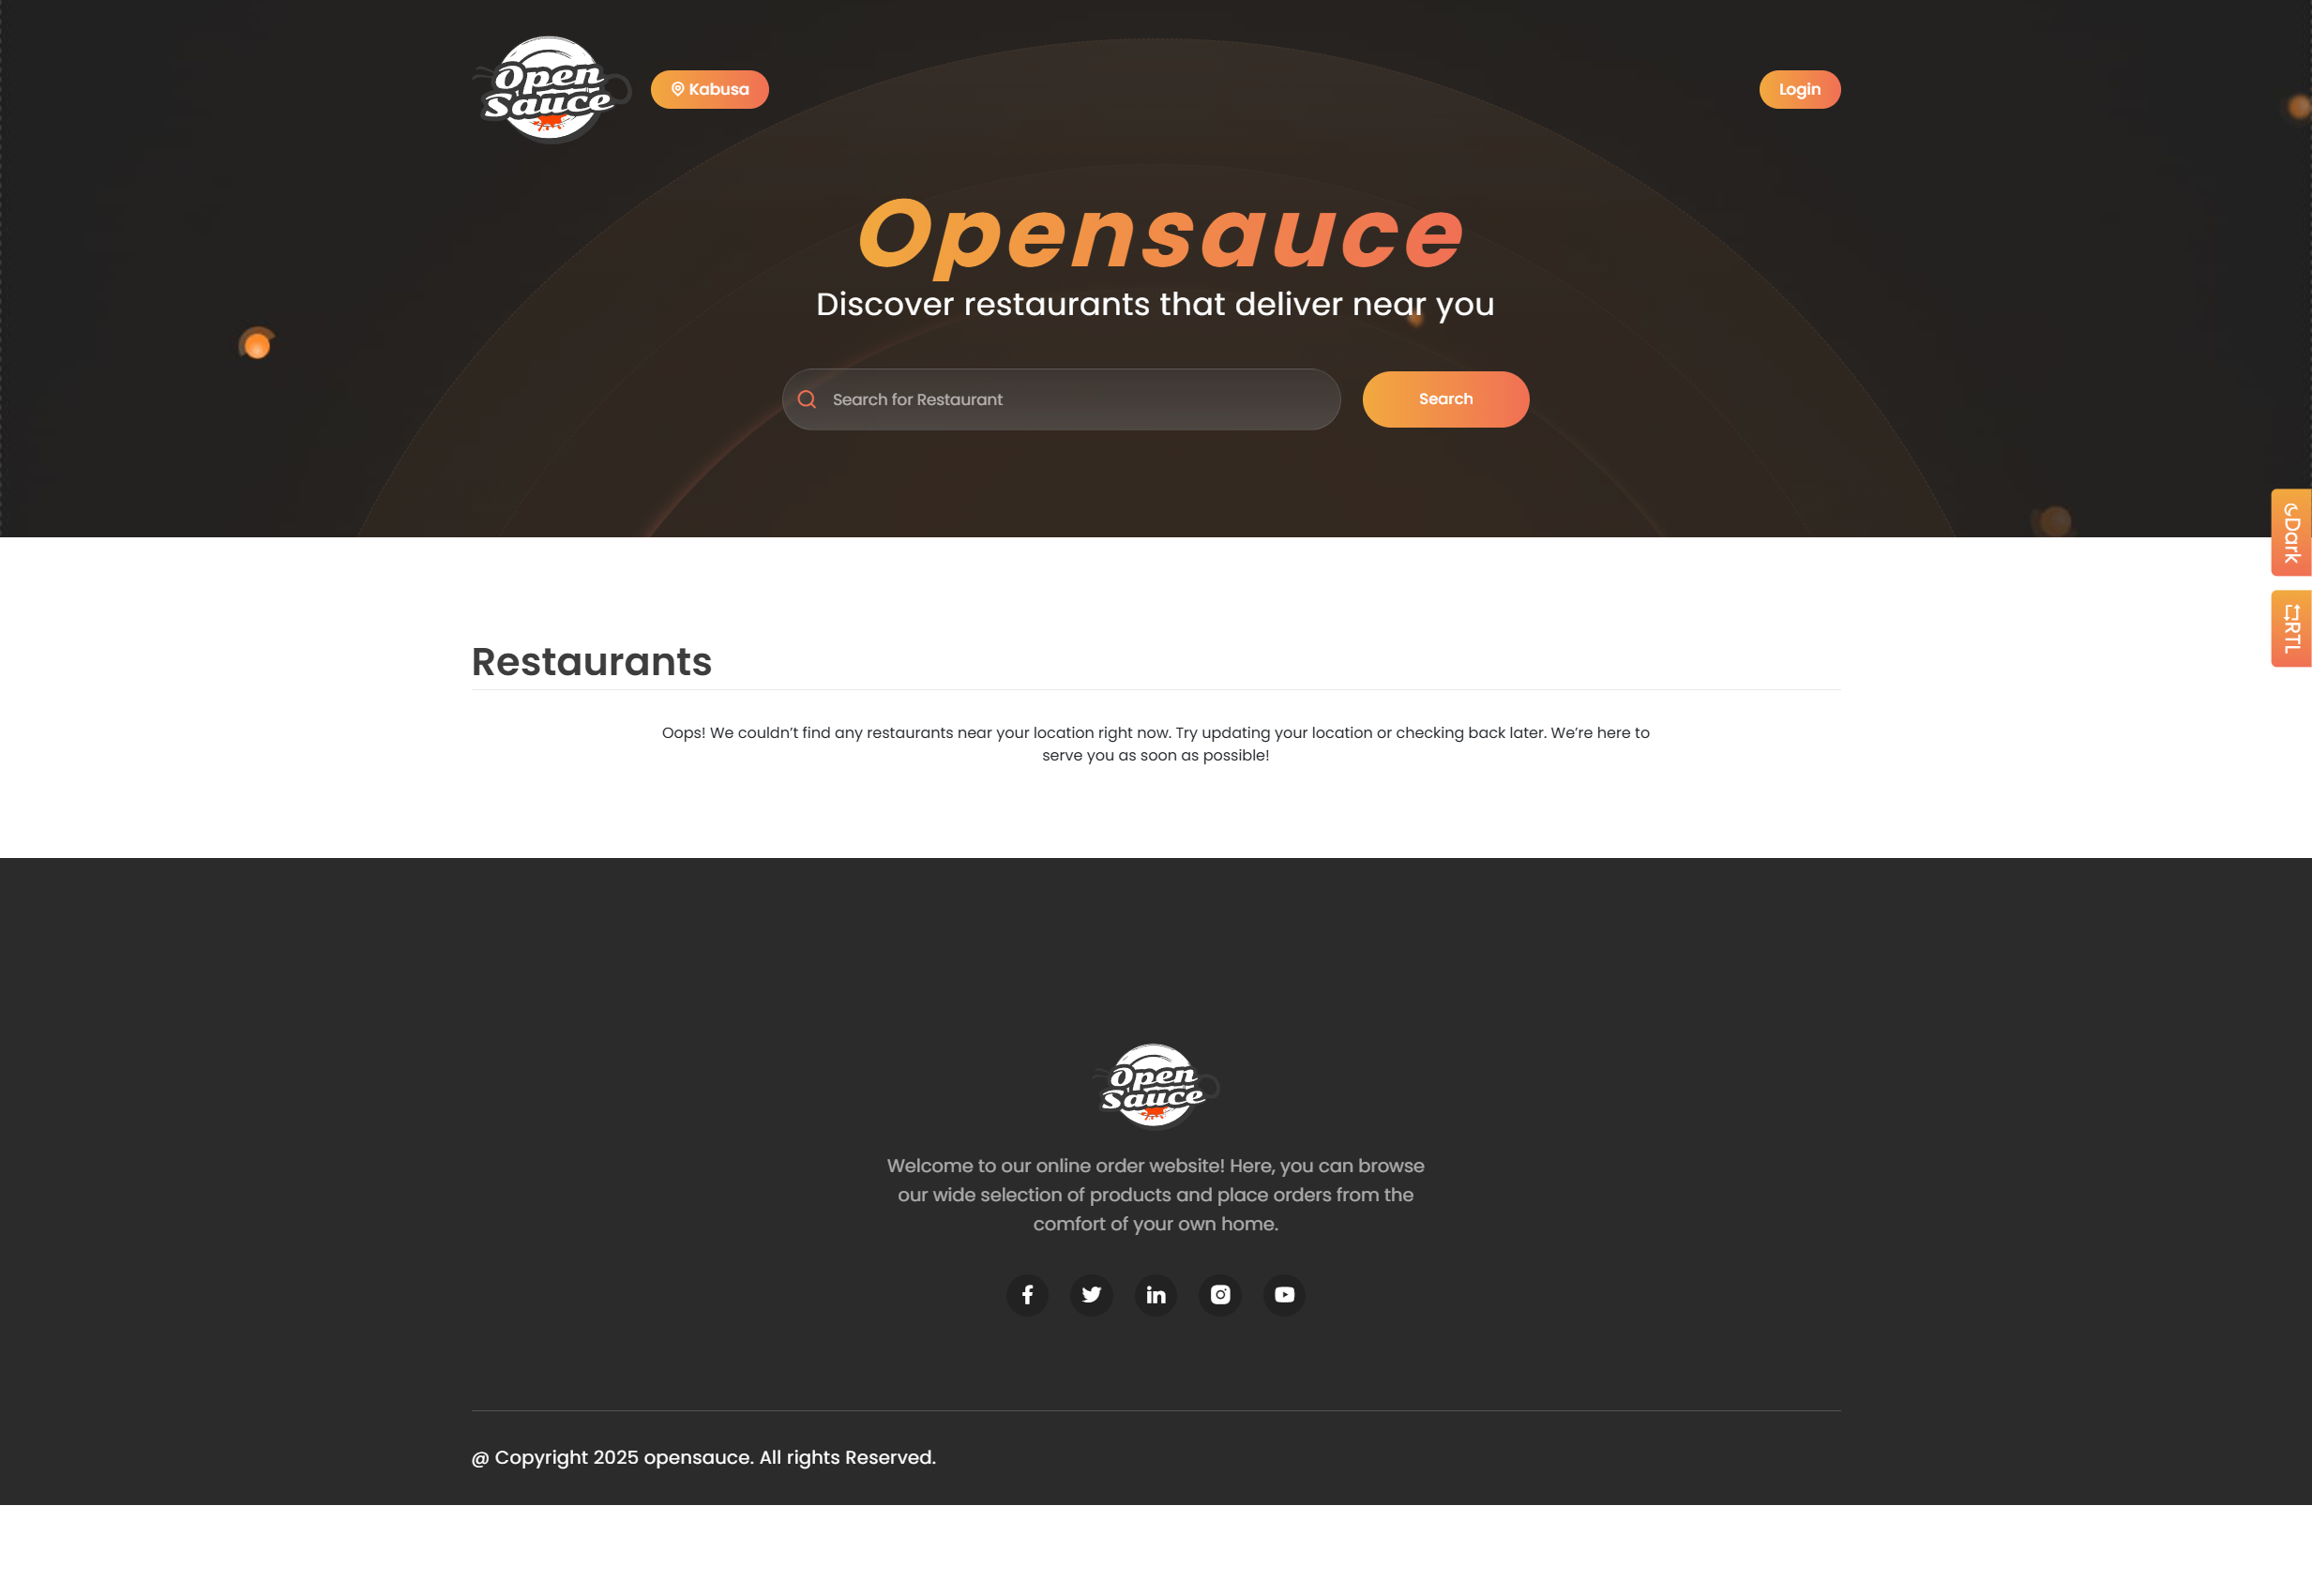 Open
Sauce
Kabusa
Login
Opensauce
Discover restaurants that deliver near you
Search for Restaurant
Search
Dark
RTL
Restaurants
Oops! We couldn’t find any restaurants near your location right now. Try updating your location or checking back later. We’re here to
serve you as soon as possible!
Open
Sauce
Welcome to our online order website! Here, you can browse
our wide selection of products and place orders from the
comfort of your own home.
@ Copyright 2025 opensauce. All rights Reserved.